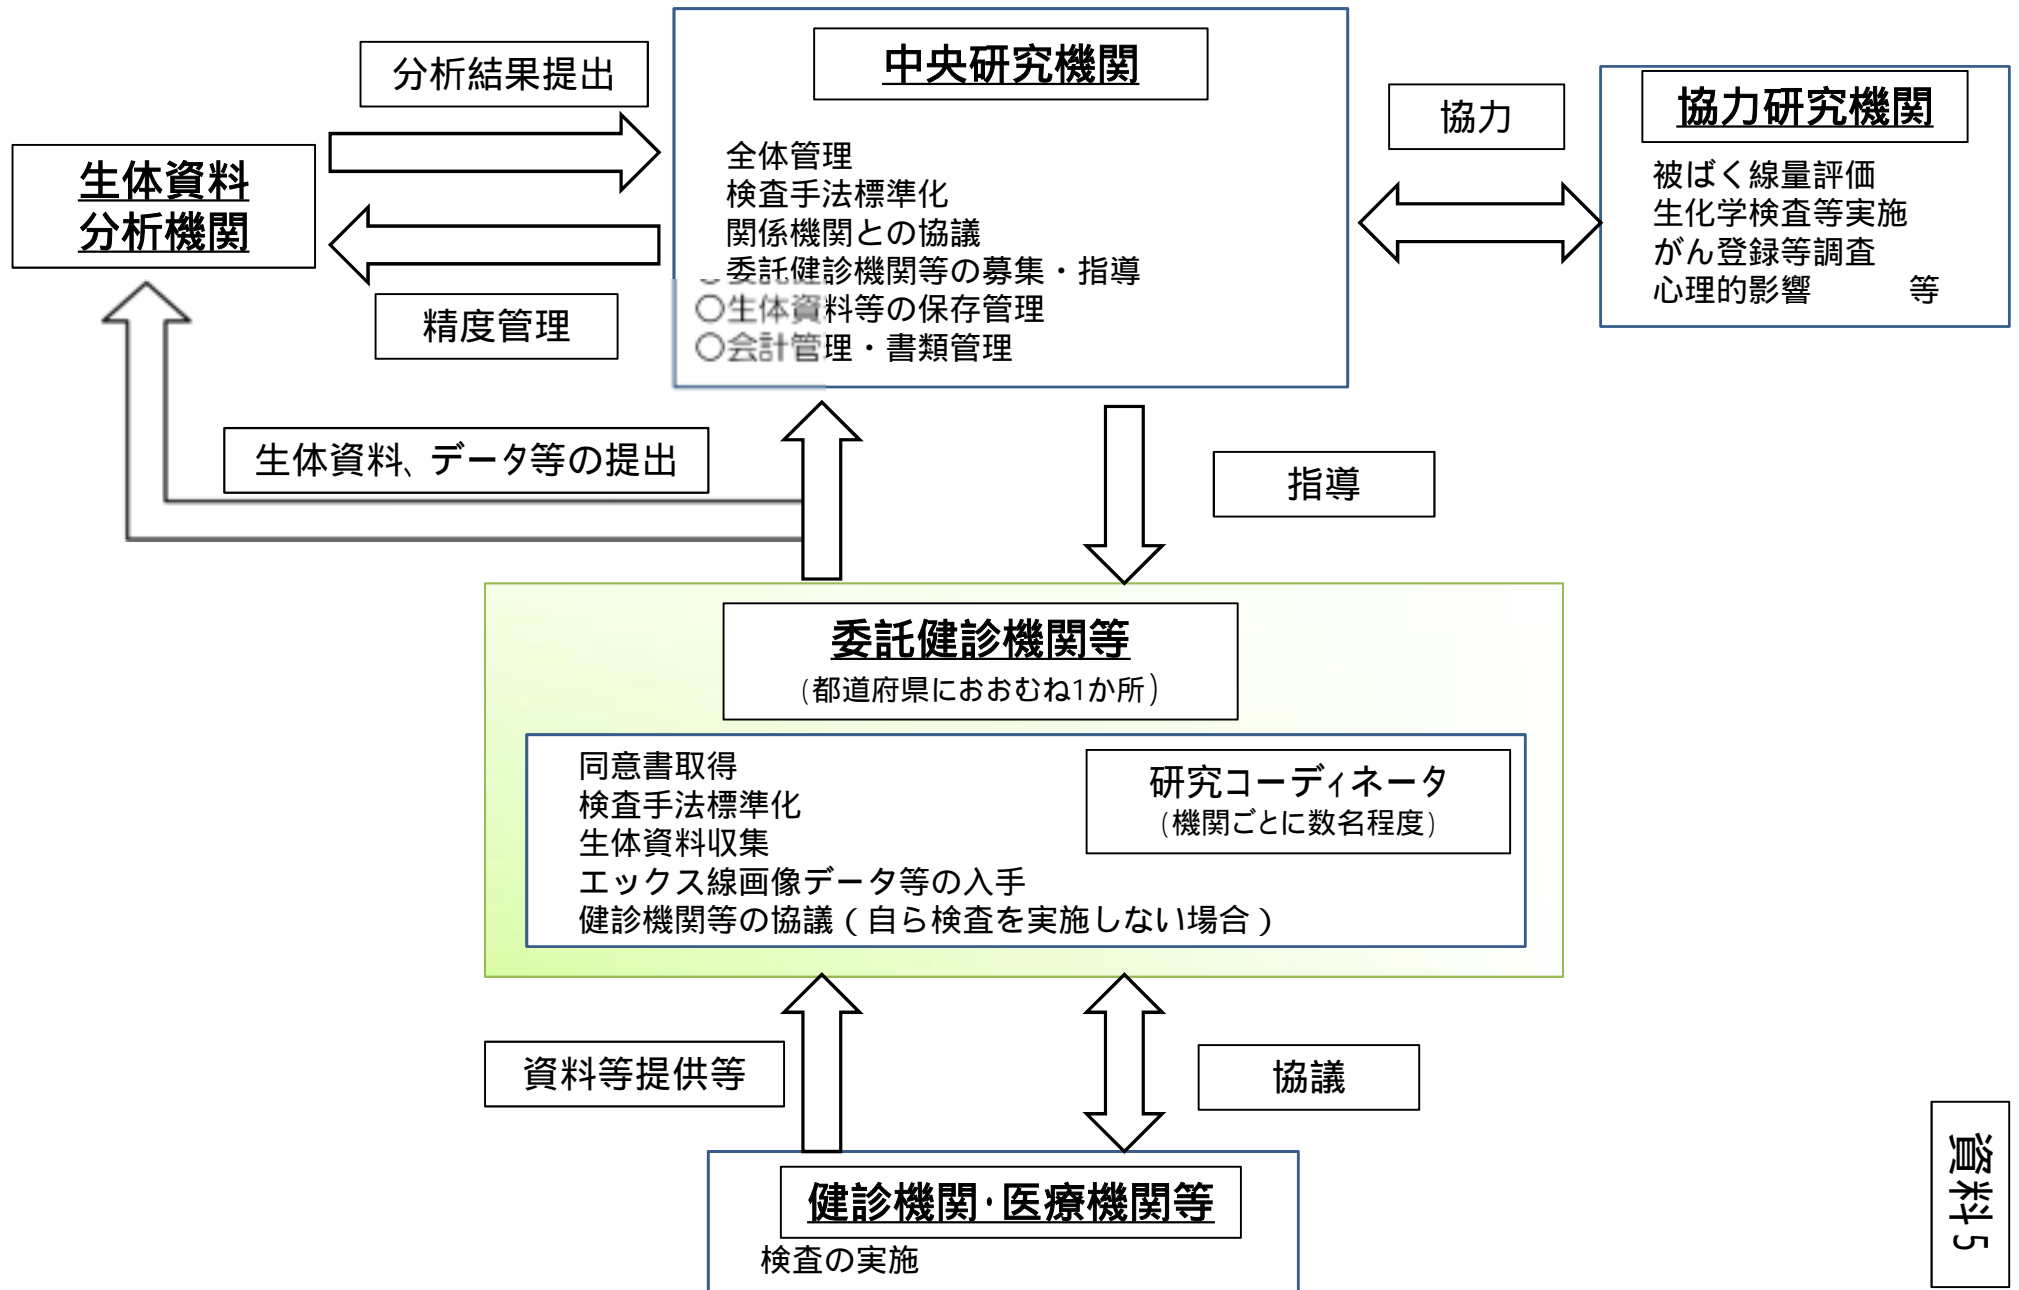 分析結果提出
中央研究機関
全体管理
検査手法標準化
関係機関との協議
○委託健診機関等の募集・指導
○生体資料等の保存管理
○会計管理・書類管理
協力
協力研究機関
被ばく線量評価
生化学検査等実施
がん登録等調査
心理的影響 等
生体資料
分析機関
精度管理
生体資料、データ等の提出
指導
委託健診機関等
(都道府県におおむね1か所)
同意書取得
検査手法標準化
生体資料収集
エックス線画像データ等の入手
健診機関等の協議（自ら検査を実施しない場合）
研究コーディネータ
(機関ごとに数名程度)
資料等提供等
協議
健診機関・医療機関等
検査の実施
資料5